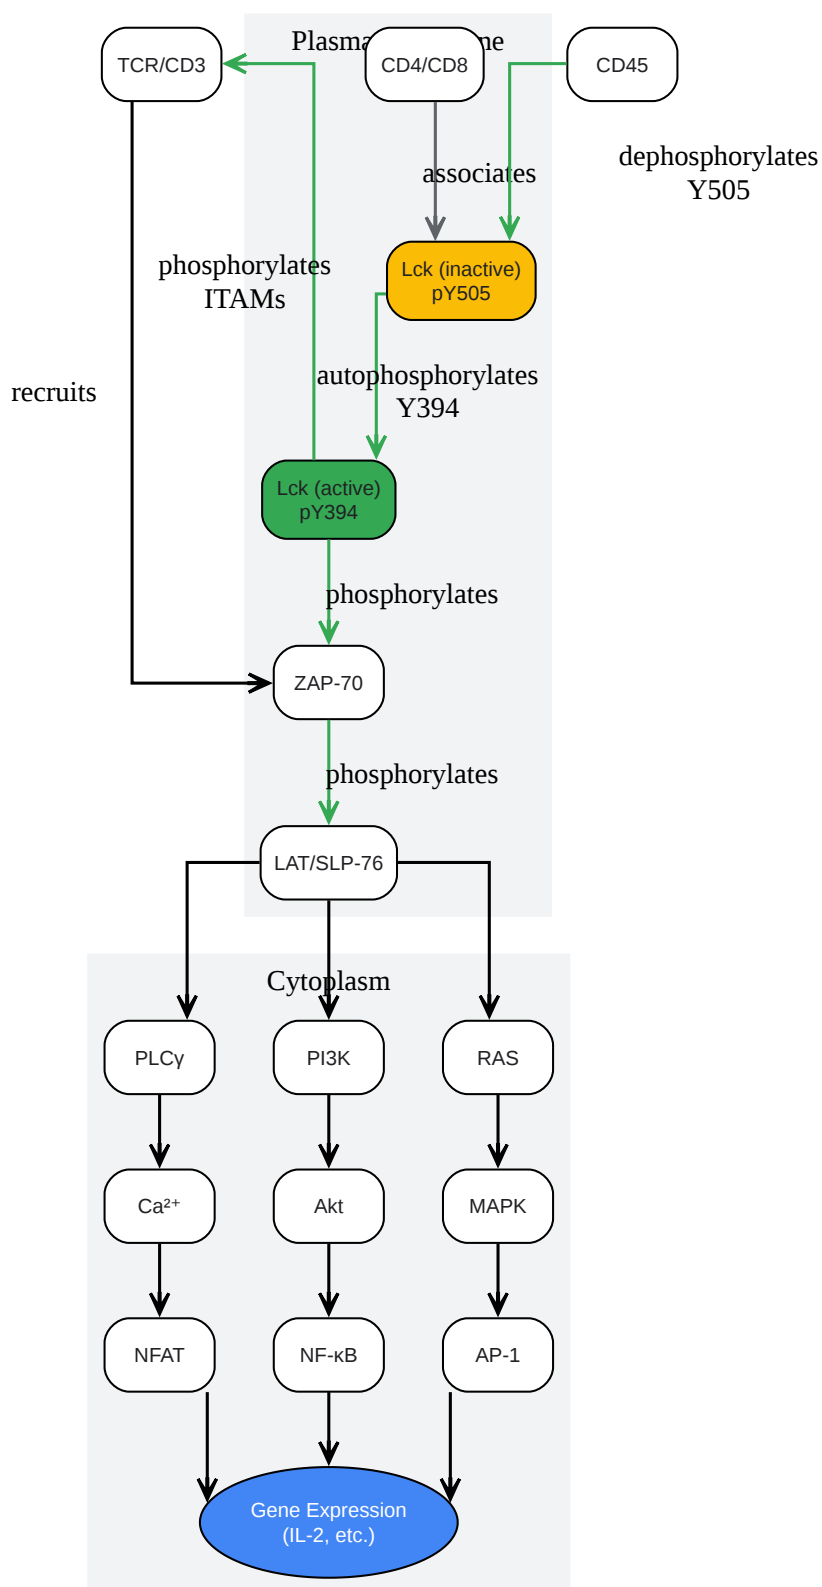 Plasma
ne
TCR/CD3
CD4/CD8
CD45
dephosphorylates
Y505
associates
phosphorylates
ITAMs
Lck (inactive)
pY505
recruits
autophosphorylates
Y394
Lck (active)
pY394
phosphorylates
ZAP-70
phosphorylates
LAT/SLP-76
Cytoplasm
PLCγ
PI3K
RAS
Ca²⁺
Akt
MAPK
NFAT
NF-κB
AP-1
Gene Expression
(IL-2, etc.)